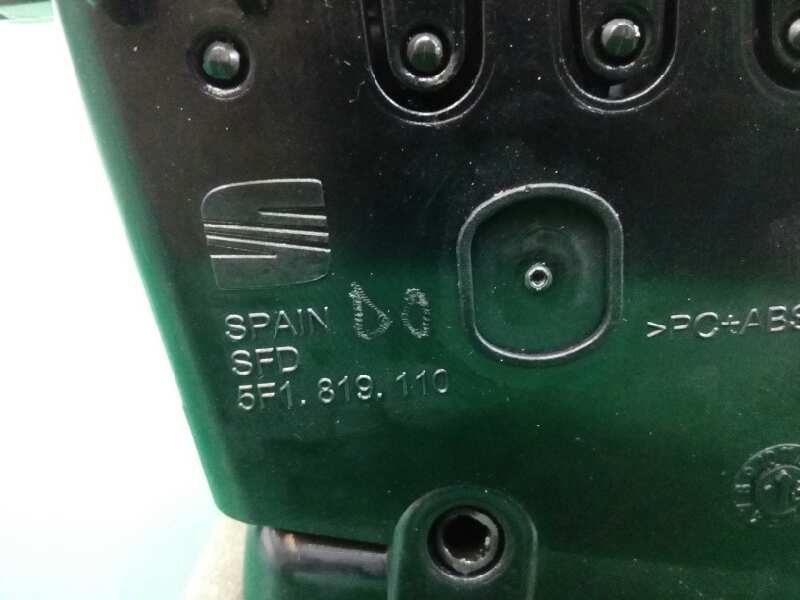 SPAIN
SFD
5F1.819.110
>PC+ABS